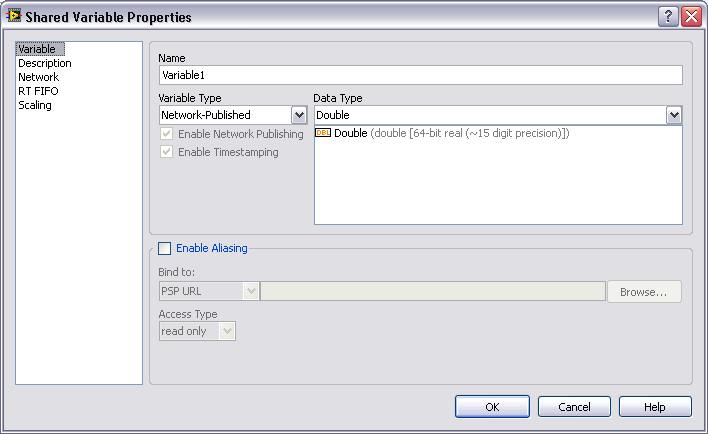 Shared Variable Properties
Variable
Description
Network
RT FIFO
Scaling
Name
Variable1
Variable Type
Data Type
Network-Published
Double
Enable Network Publishing
DBL Double (double [64-bit real (~15 digit precision)])
Enable Timestamping
Enable Aliasing
Bind to:
PSP URL
Browse...
Access Type
read only
OK
Cancel
Help